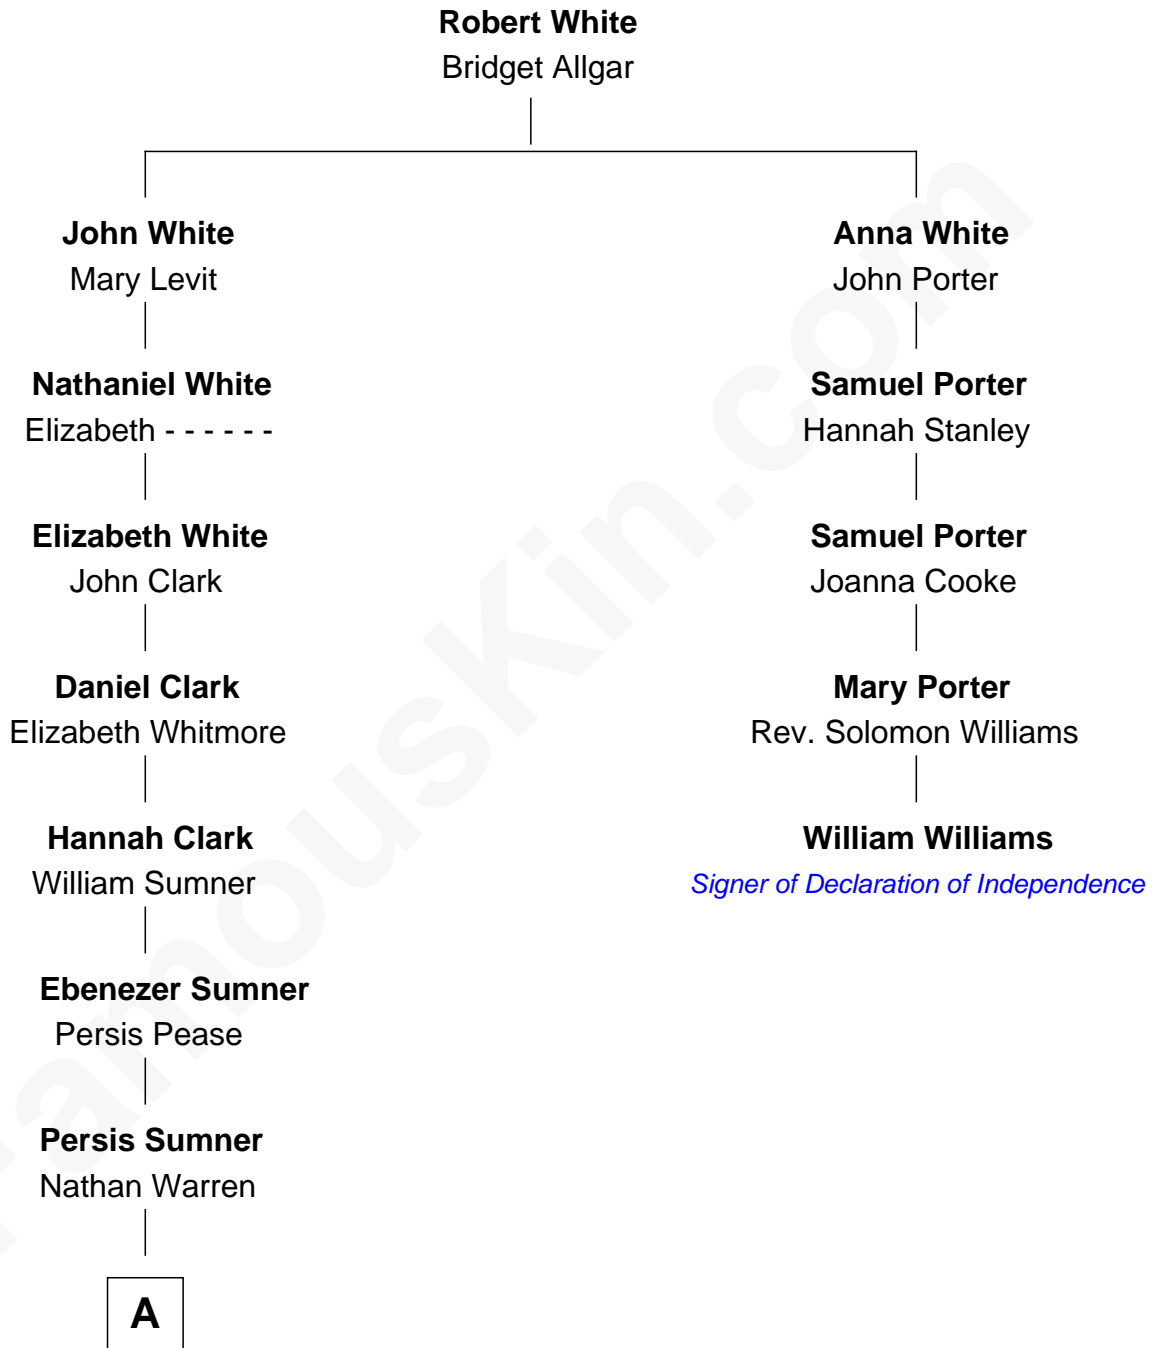 Robert White
Bridget Allgar
John White
Mary Levit
Anna White
John Porter
Nathaniel White
Elizabeth - - - - - -
Samuel Porter
Hannah Stanley
Elizabeth White
John Clark
Samuel Porter
Joanna Cooke
Daniel Clark
Elizabeth Whitmore
Mary Porter
Rev. Solomon Williams
Hannah Clark
William Sumner
William Williams
Signer of Declaration of Independence
Ebenezer Sumner
Persis Pease
Persis Sumner
Nathan Warren
A
FamousKin.com